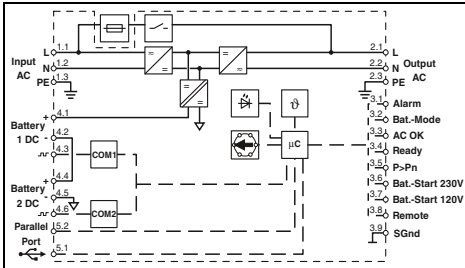 L 1.1 2.1 L
Input AC N 1.2 2.2 N Output AC
PE 1.3 2.3 PE
+ 4.1 3.1 Alarm
Battery 1 DC 4.2 - 3.2 Bat.-Mode
4.3 COM1 ϑ µC 3.3 AC OK
3.4 Ready
+ 4.4 3.5 P>Pn
Battery 2 DC - 4.5 3.6 Bat.-Start 230V
4.6 COM2 3.7 Bat.-Start 120V
Parallel 5.2 3.8 Remote
Port 5.1 3.9 SGnd